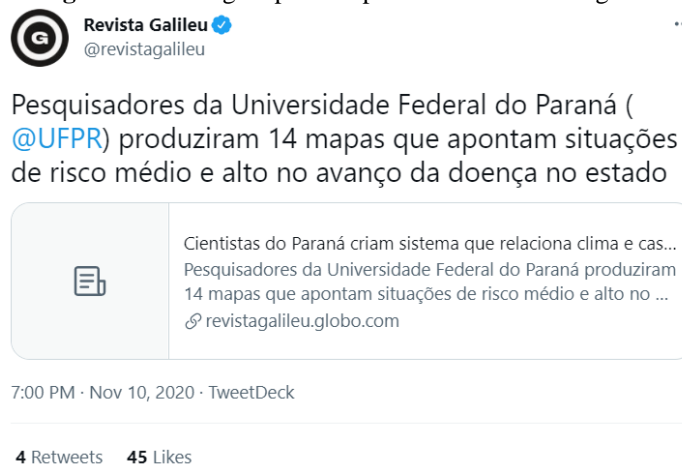 Revista Galileu
@revistagalileu
Pesquisadores da Universidade Federal do Paraná (
@UFPR) produziram 14 mapas que apontam situações
de risco médio e alto no avanço da doença no estado
Cientistas do Paraná criam sistema que relaciona clima e cas...
Pesquisadores da Universidade Federal do Paraná produziram
14 mapas que apontam situações de risco médio e alto no ...
revistagalileu.globo.com
7:00 PM · Nov 10, 2020 · TweetDeck
4 Retweets 45 Likes